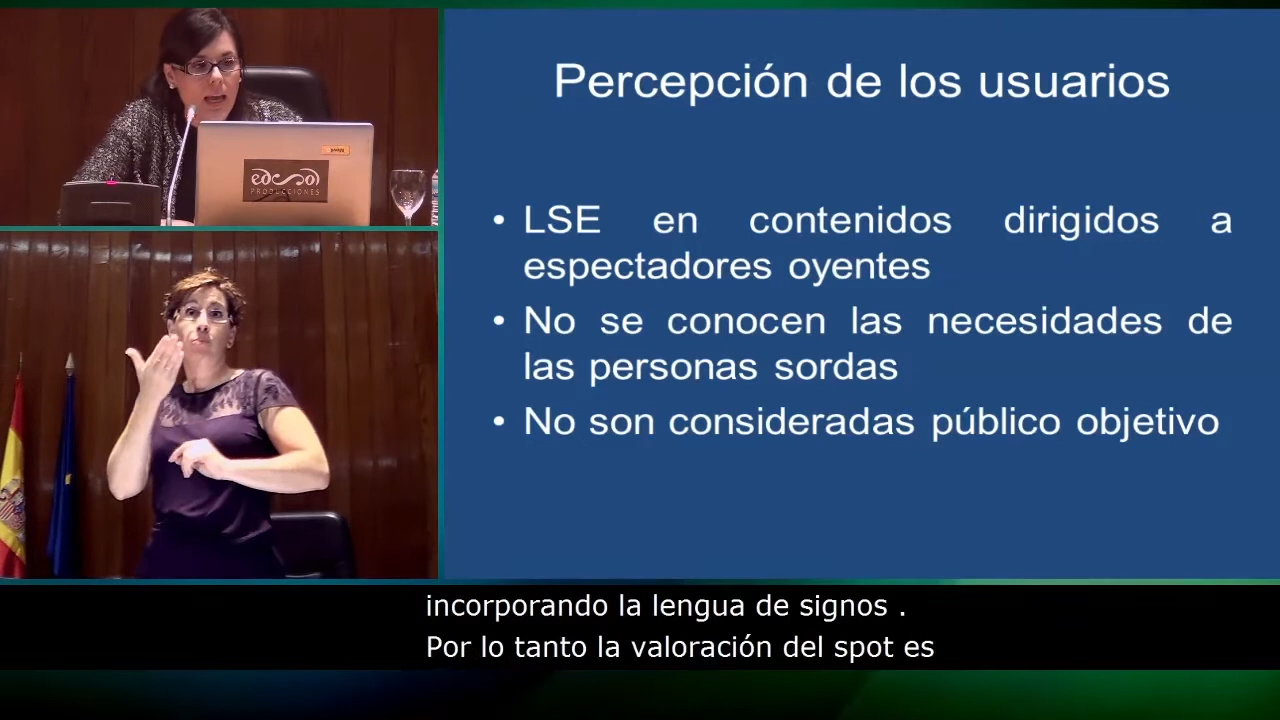 Percepción de los usuarios
• LSE en contenidos dirigidos a
espectadores oyentes
• No se conocen las necesidades de
las personas sordas
• No son consideradas público objetivo
PRODUCCIONES
incorporando la lengua de signos .
Por lo tanto la valoración del spot es